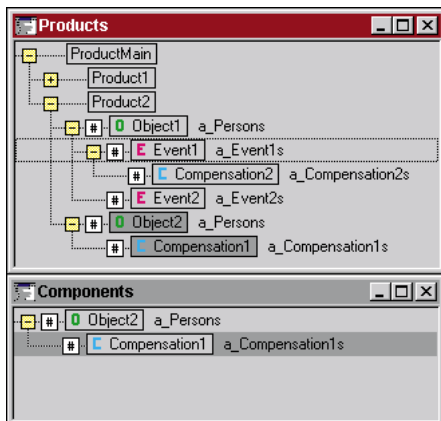 Products
ProductMain
Product1
Product2
# O Object1 a_Persons
# E Event1 a_Event1s
# C Compensation2 a_Compensation2s
# E Event2 a_Event2s
# O Object2 a_Persons
# C Compensation1 a_Compensation1s
Components
# O Object2 a_Persons
# C Compensation1 a_Compensation1s